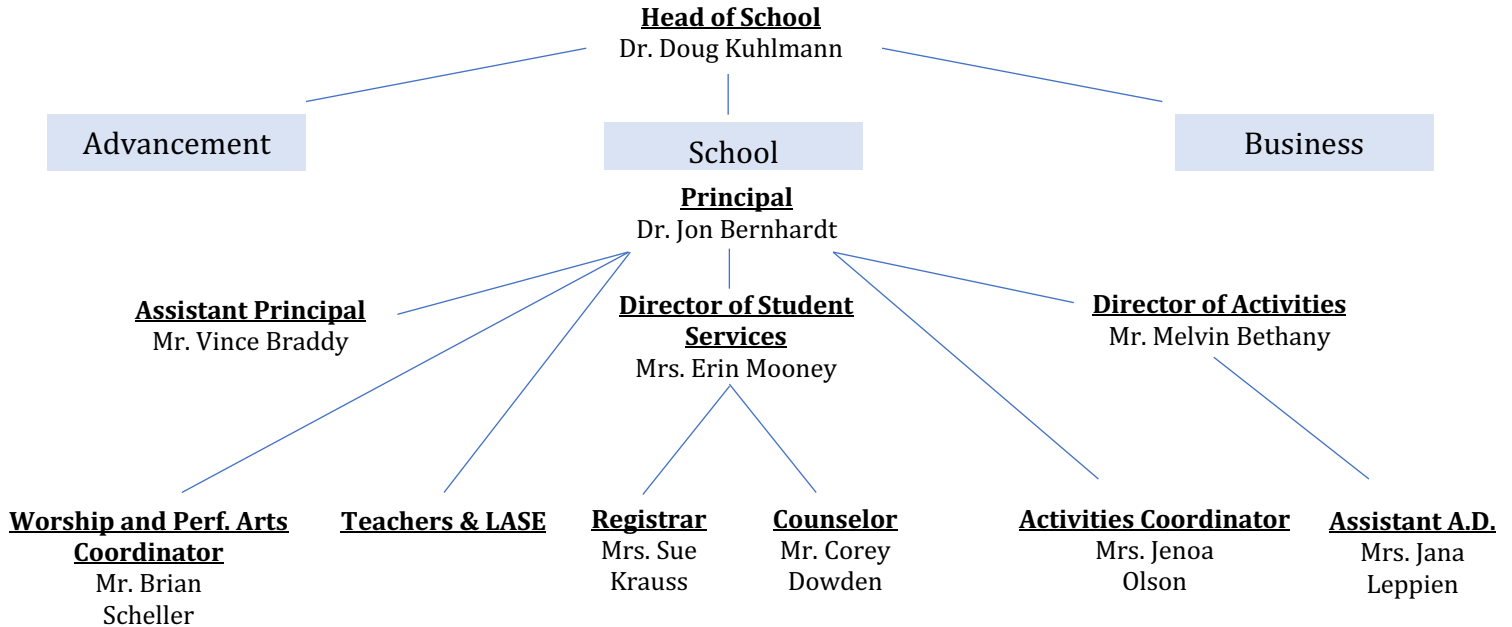 Head of School
Dr. Doug Kuhlmann
Advancement
School
Business
Principal
Dr. Jon Bernhardt
Assistant Principal
Mr. Vince Braddy
Director of Student
Services
Mrs. Erin Mooney
Director of Activities
Mr. Melvin Bethany
Worship and Perf. Arts
Coordinator
Mr. Brian
Scheller
Teachers & LASE
Registrar
Mrs. Sue
Krauss
Counselor
Mr. Corey
Dowden
Activities Coordinator
Mrs. Jenoa
Olson
Assistant A.D.
Mrs. Jana
Leppien